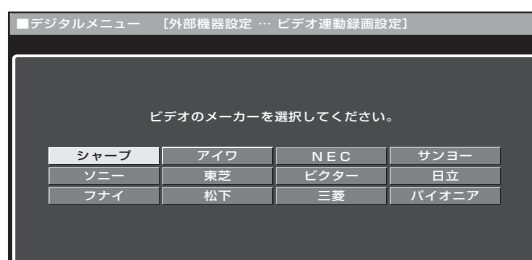 ■デジタルメニュー　[外部機器設定 … ビデオ連動録画設定]
ビデオのメーカーを選択してください。
シャープ　アイワ　ＮＥＣ　サンヨー
ソニー　東芝　ビクター　日立
フナイ　松下　三菱　パイオニア